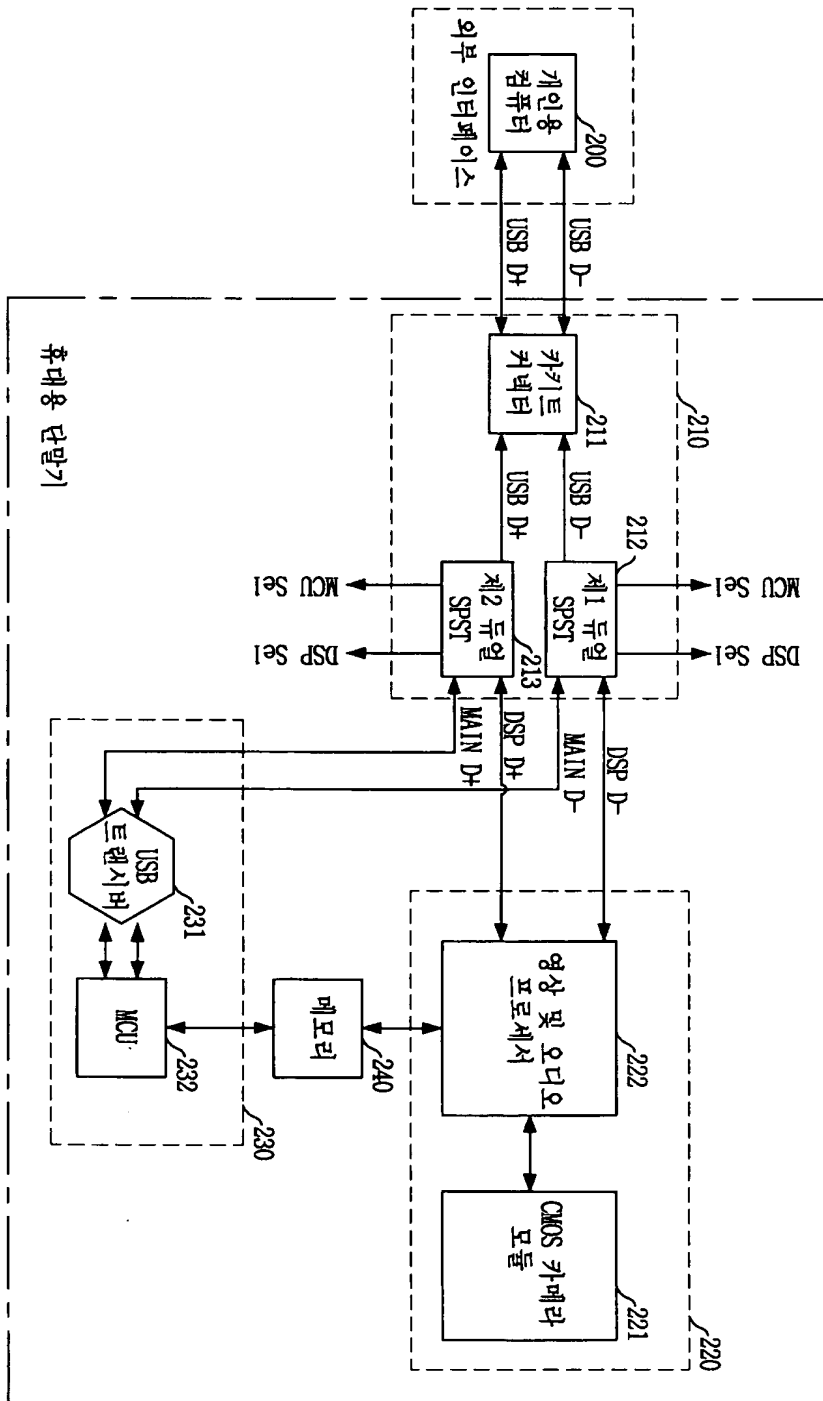 MCU Sel
DSP Sel
220
210
212
222
221
제1 듀얼
SPST
영상 및 오디오
프로세서
CMOS 카메라
모듈
200
USB D-
211
USB D-
DSP D-
MAIN D-
개인용
컴퓨터
카키트
커넥터
213
USB D+
USB D+
제2 듀얼
SPST
DSP D+
MAIN D+
외부 인터페이스
MCU Sel
DSP Sel
240
메모리
230
231
232
USB
트랜시버
MCU
휴대용 단말기